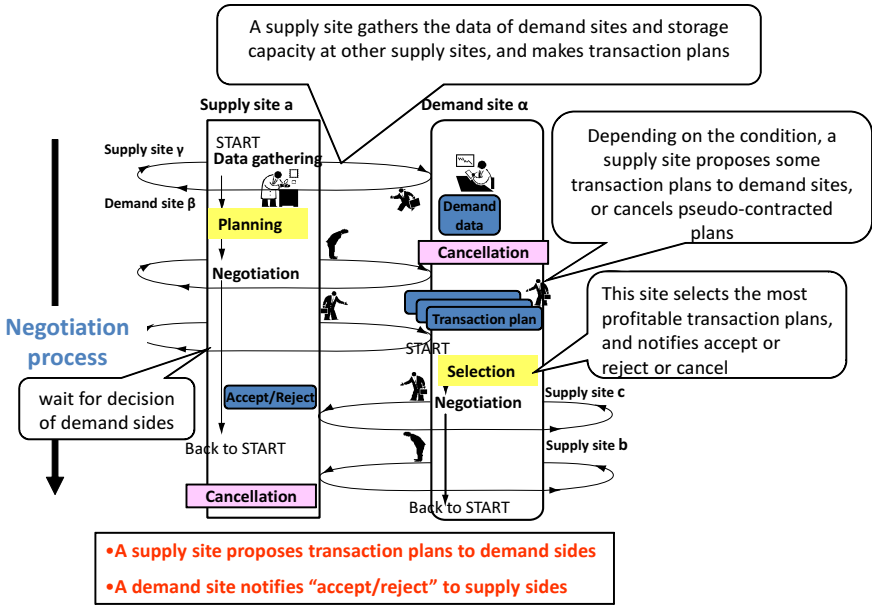 A supply site gathers the data of demand sites and storage
capacity at other supply sites, and makes transaction plans
Supply site a
Demand site α
START
Supply site γ
Data gathering
Demand site β
Planning
Negotiation
Demand
data
Cancellation
Depending on the condition, a
supply site proposes some
transaction plans to demand sites,
or cancels pseudo-contracted
plans
Transaction plan
This site selects the most
profitable transaction plans,
and notifies accept or
reject or cancel
Negotiation
process
START
Selection
wait for decision
of demand sides
Accept/Reject
Negotiation
Supply site c
Back to START
Supply site b
Cancellation
Back to START
•A supply site proposes transaction plans to demand sides
•A demand site notifies “accept/reject” to supply sides